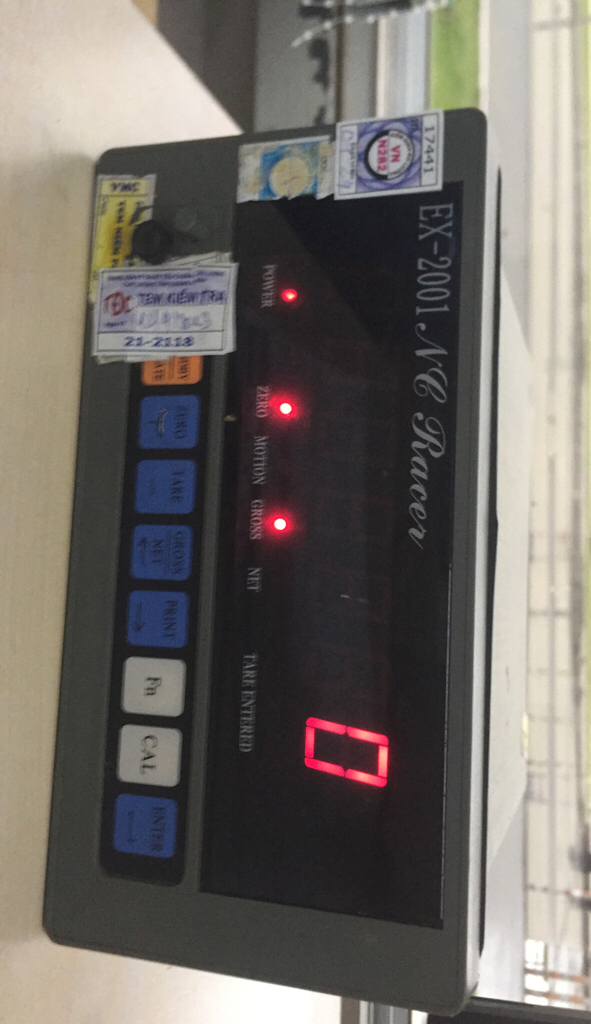 17441
VN
N282
EX-2001 NC Racer
0
POWER
ZERO
MOTION
GROSS
NET
TARE ENTERED
TEM KIỂM TRA
21-2118
ZERO
TARE
GROSS
NET
PRINT
Fn
CAL
ENTER